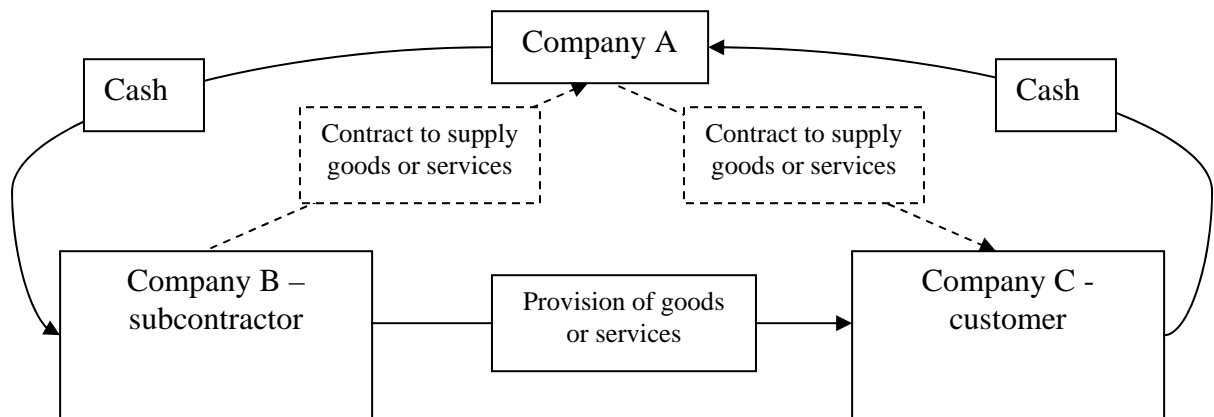 Company A
Cash
Cash
Contract to supply
goods or services
Contract to supply
goods or services
Company B –
subcontractor
Provision of goods
or services
Company C -
customer